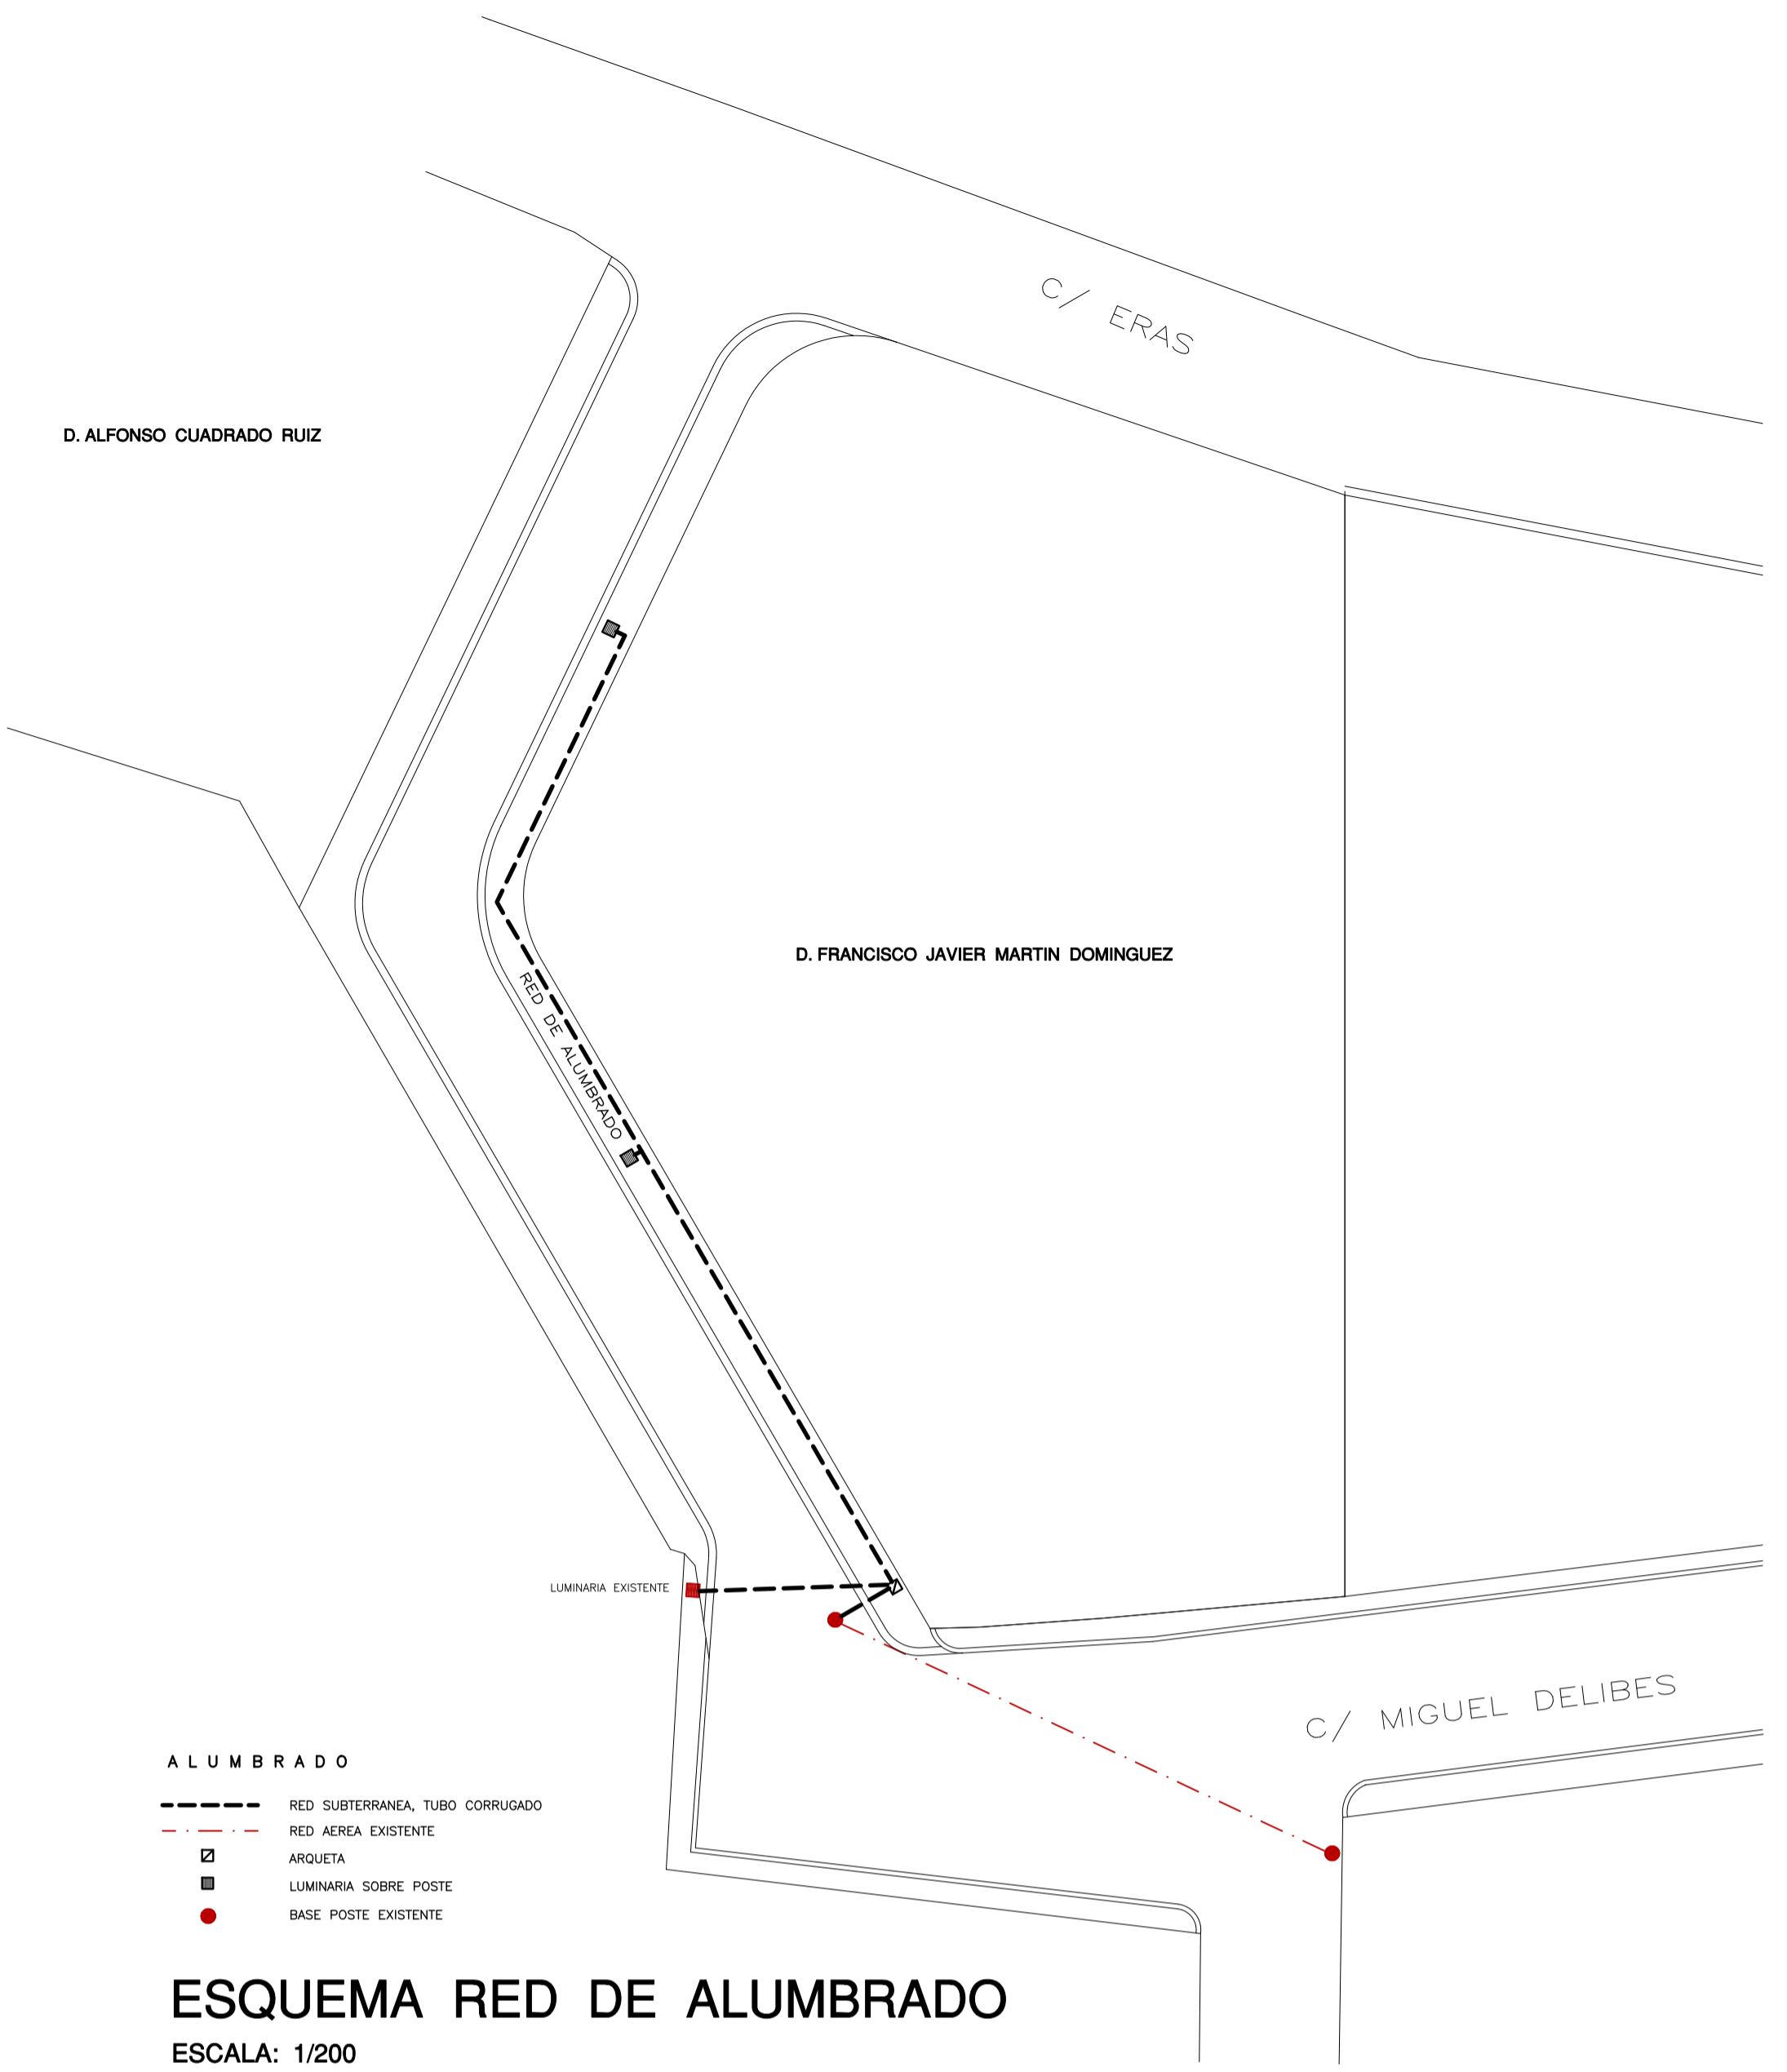 C/ ERAS
D. ALFONSO CUADRADO RUIZ
D. FRANCISCO JAVIER MARTIN DOMINGUEZ
RED DE ALUMBRADO
LUMINARIA EXISTENTE
C/ MIGUEL DELIBES
ALUMBRADO
RED SUBTERRANEA, TUBO CORRUGADO
RED AEREA EXISTENTE
ARQUETA
LUMINARIA SOBRE POSTE
BASE POSTE EXISTENTE
ESQUEMA RED DE ALUMBRADO
ESCALA: 1/200